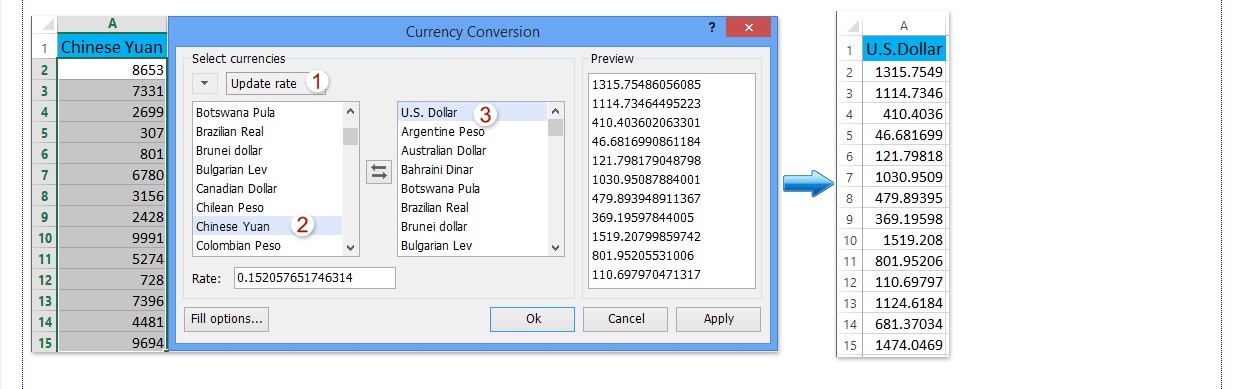 A
1 Chinese Yuan
2 8653
3 7331
4 2699
5 307
6 801
7 6780
8 3156
9 2428
10 9991
11 5274
12 728
13 7396
14 4481
15 9694
Currency Conversion
?
Select currencies
Update rate 1
Botswana Pula
Brazilian Real
Brunei dollar
Bulgarian Lev
Canadian Dollar
Chilean Peso
Chinese Yuan 2
Colombian Peso
U.S. Dollar 3
Argentine Peso
Australian Dollar
Bahraini Dinar
Botswana Pula
Brazilian Real
Brunei dollar
Bulgarian Lev
Rate: 0.152057651746314
Preview
1315.75486056085
1114.73464495223
410.403602063301
46.6816990861184
121.798179048798
1030.95087884001
479.893948911367
369.19597844005
1519.20799859742
801.95205531006
110.697970471317
Fill options...
Ok
Cancel
Apply
A
1 U.S.Dollar
2 1315.7549
3 1114.7346
4 410.4036
5 46.681699
6 121.79818
7 1030.9509
8 479.89395
9 369.19598
10 1519.208
11 801.95206
12 110.69797
13 1124.6184
14 681.37034
15 1474.0469